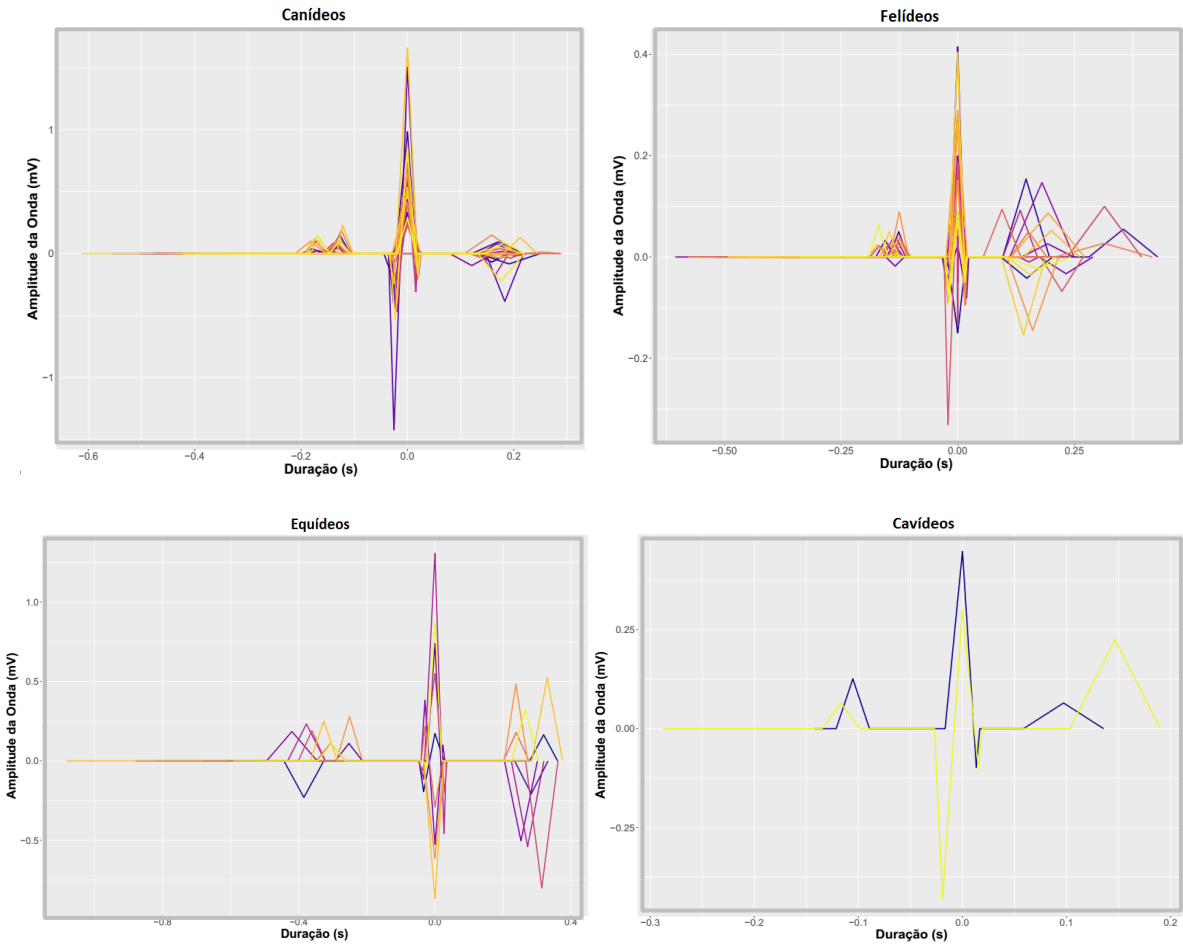 Canídeos
Amplitude da Onda (mV)
1
0
−1
−0.6 −0.4 −0.2 0.0 0.2
Duração (s)
Felídeos
Amplitude da Onda (mV)
0.4
0.2
0.0
−0.2
−0.50 −0.25 0.00 0.25
Duração (s)
Equídeos
Amplitude da Onda (mV)
1.0
0.5
0.0
−0.5
−0.8 −0.4 0.0 0.4
Duração (s)
Cavídeos
Amplitude da Onda (mV)
0.25
0.00
−0.25
−0.3 −0.2 −0.1 0.0 0.1 0.2
Duração (s)